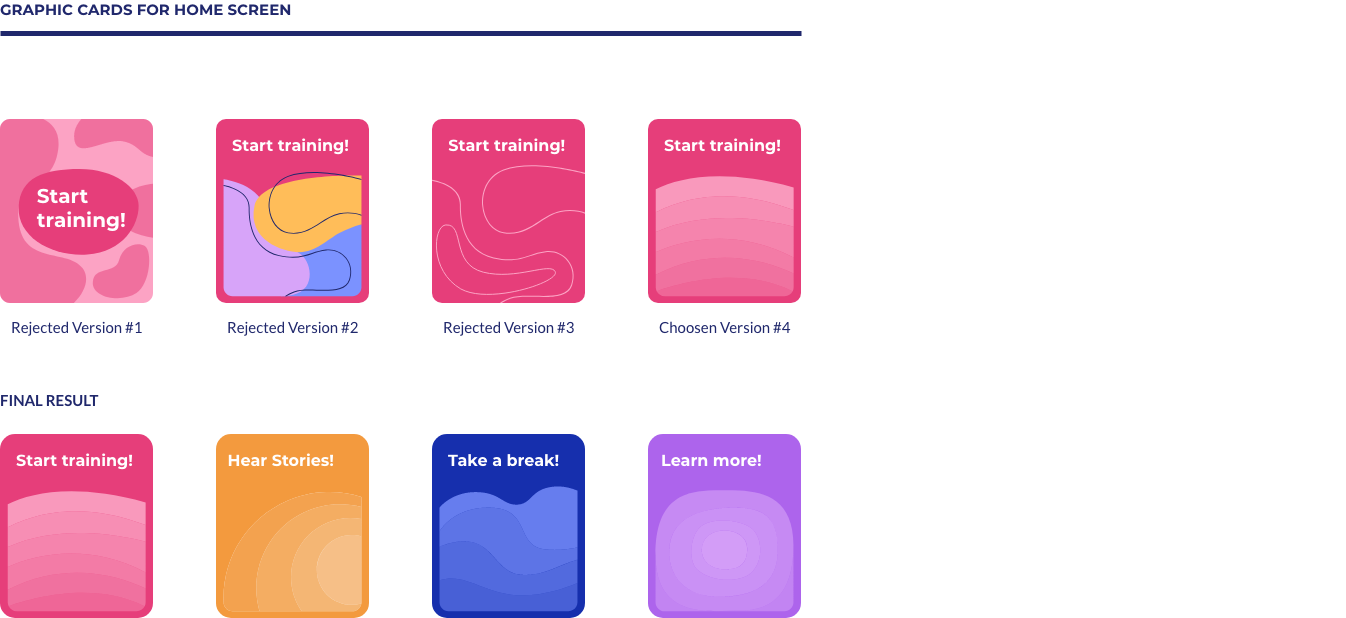 GRAPHIC CARDS FOR HOME SCREEN
Start
training!
Start training!
Start training!
Start training!
Rejected Version #1
Rejected Version #2
Rejected Version #3
Choosen Version #4
FINAL RESULT
Start training!
Hear Stories!
Take a break!
Learn more!